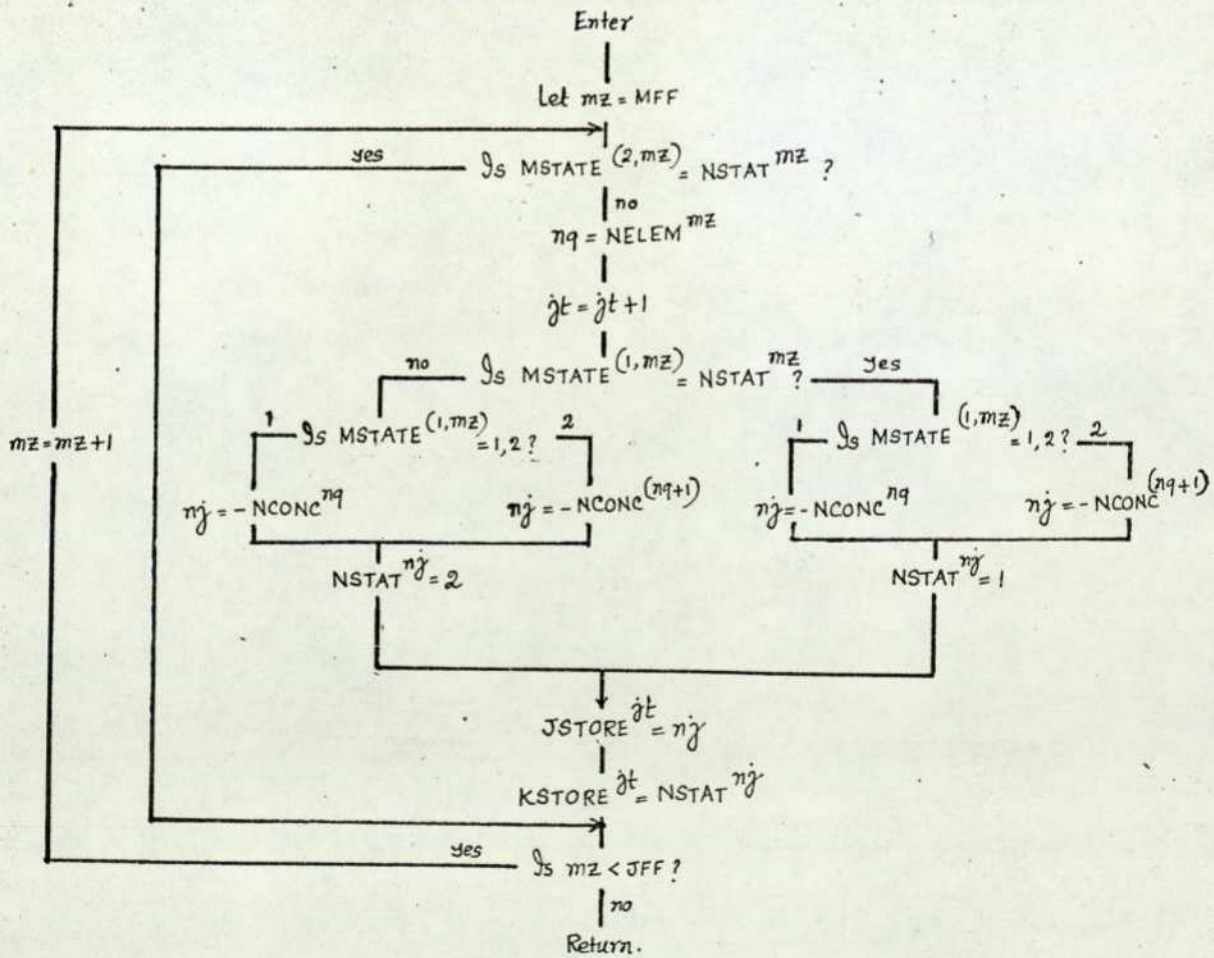 Enter
Let mz = MFF
yes
Is MSTATE^(2,mz) = NSTAT^mz ?
no
nq = NELEM^mz
jt = jt+1
no
Is MSTATE^(1,mz) = NSTAT^mz ?
yes
mz = mz+1
1
Is MSTATE^(1,mz) = 1,2 ?
2
1
Is MSTATE^(1,mz) = 1,2 ?
2
nj = -NCONC^nq
nj = -NCONC^(nq+1)
nj = -NCONC^nq
nj = -NCONC^(nq+1)
NSTAT^nj = 2
NSTAT^nj = 1
JSTORE^jt = nj
KSTORE^jt = NSTAT^nj
yes
Is mz < JFF ?
no
Return.